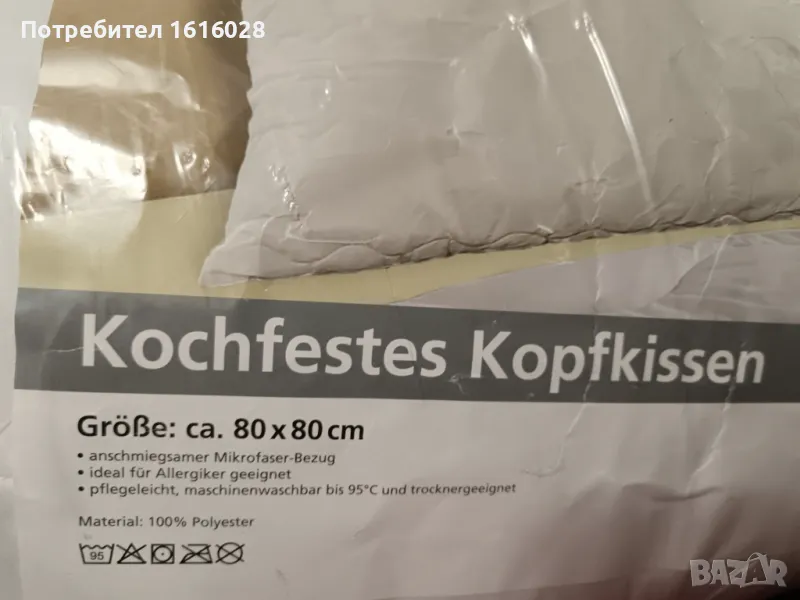 Потребител 1616028
Kochfestes Kopfkissen
Größe: ca. 80 x 80 cm
• anschmiegsamer Mikrofaser-Bezug
• ideal für Allergiker geeignet
• pflegeleicht, maschinenwaschbar bis 95°C und trocknergeeignet
Material: 100% Polyester
95
BAZAR